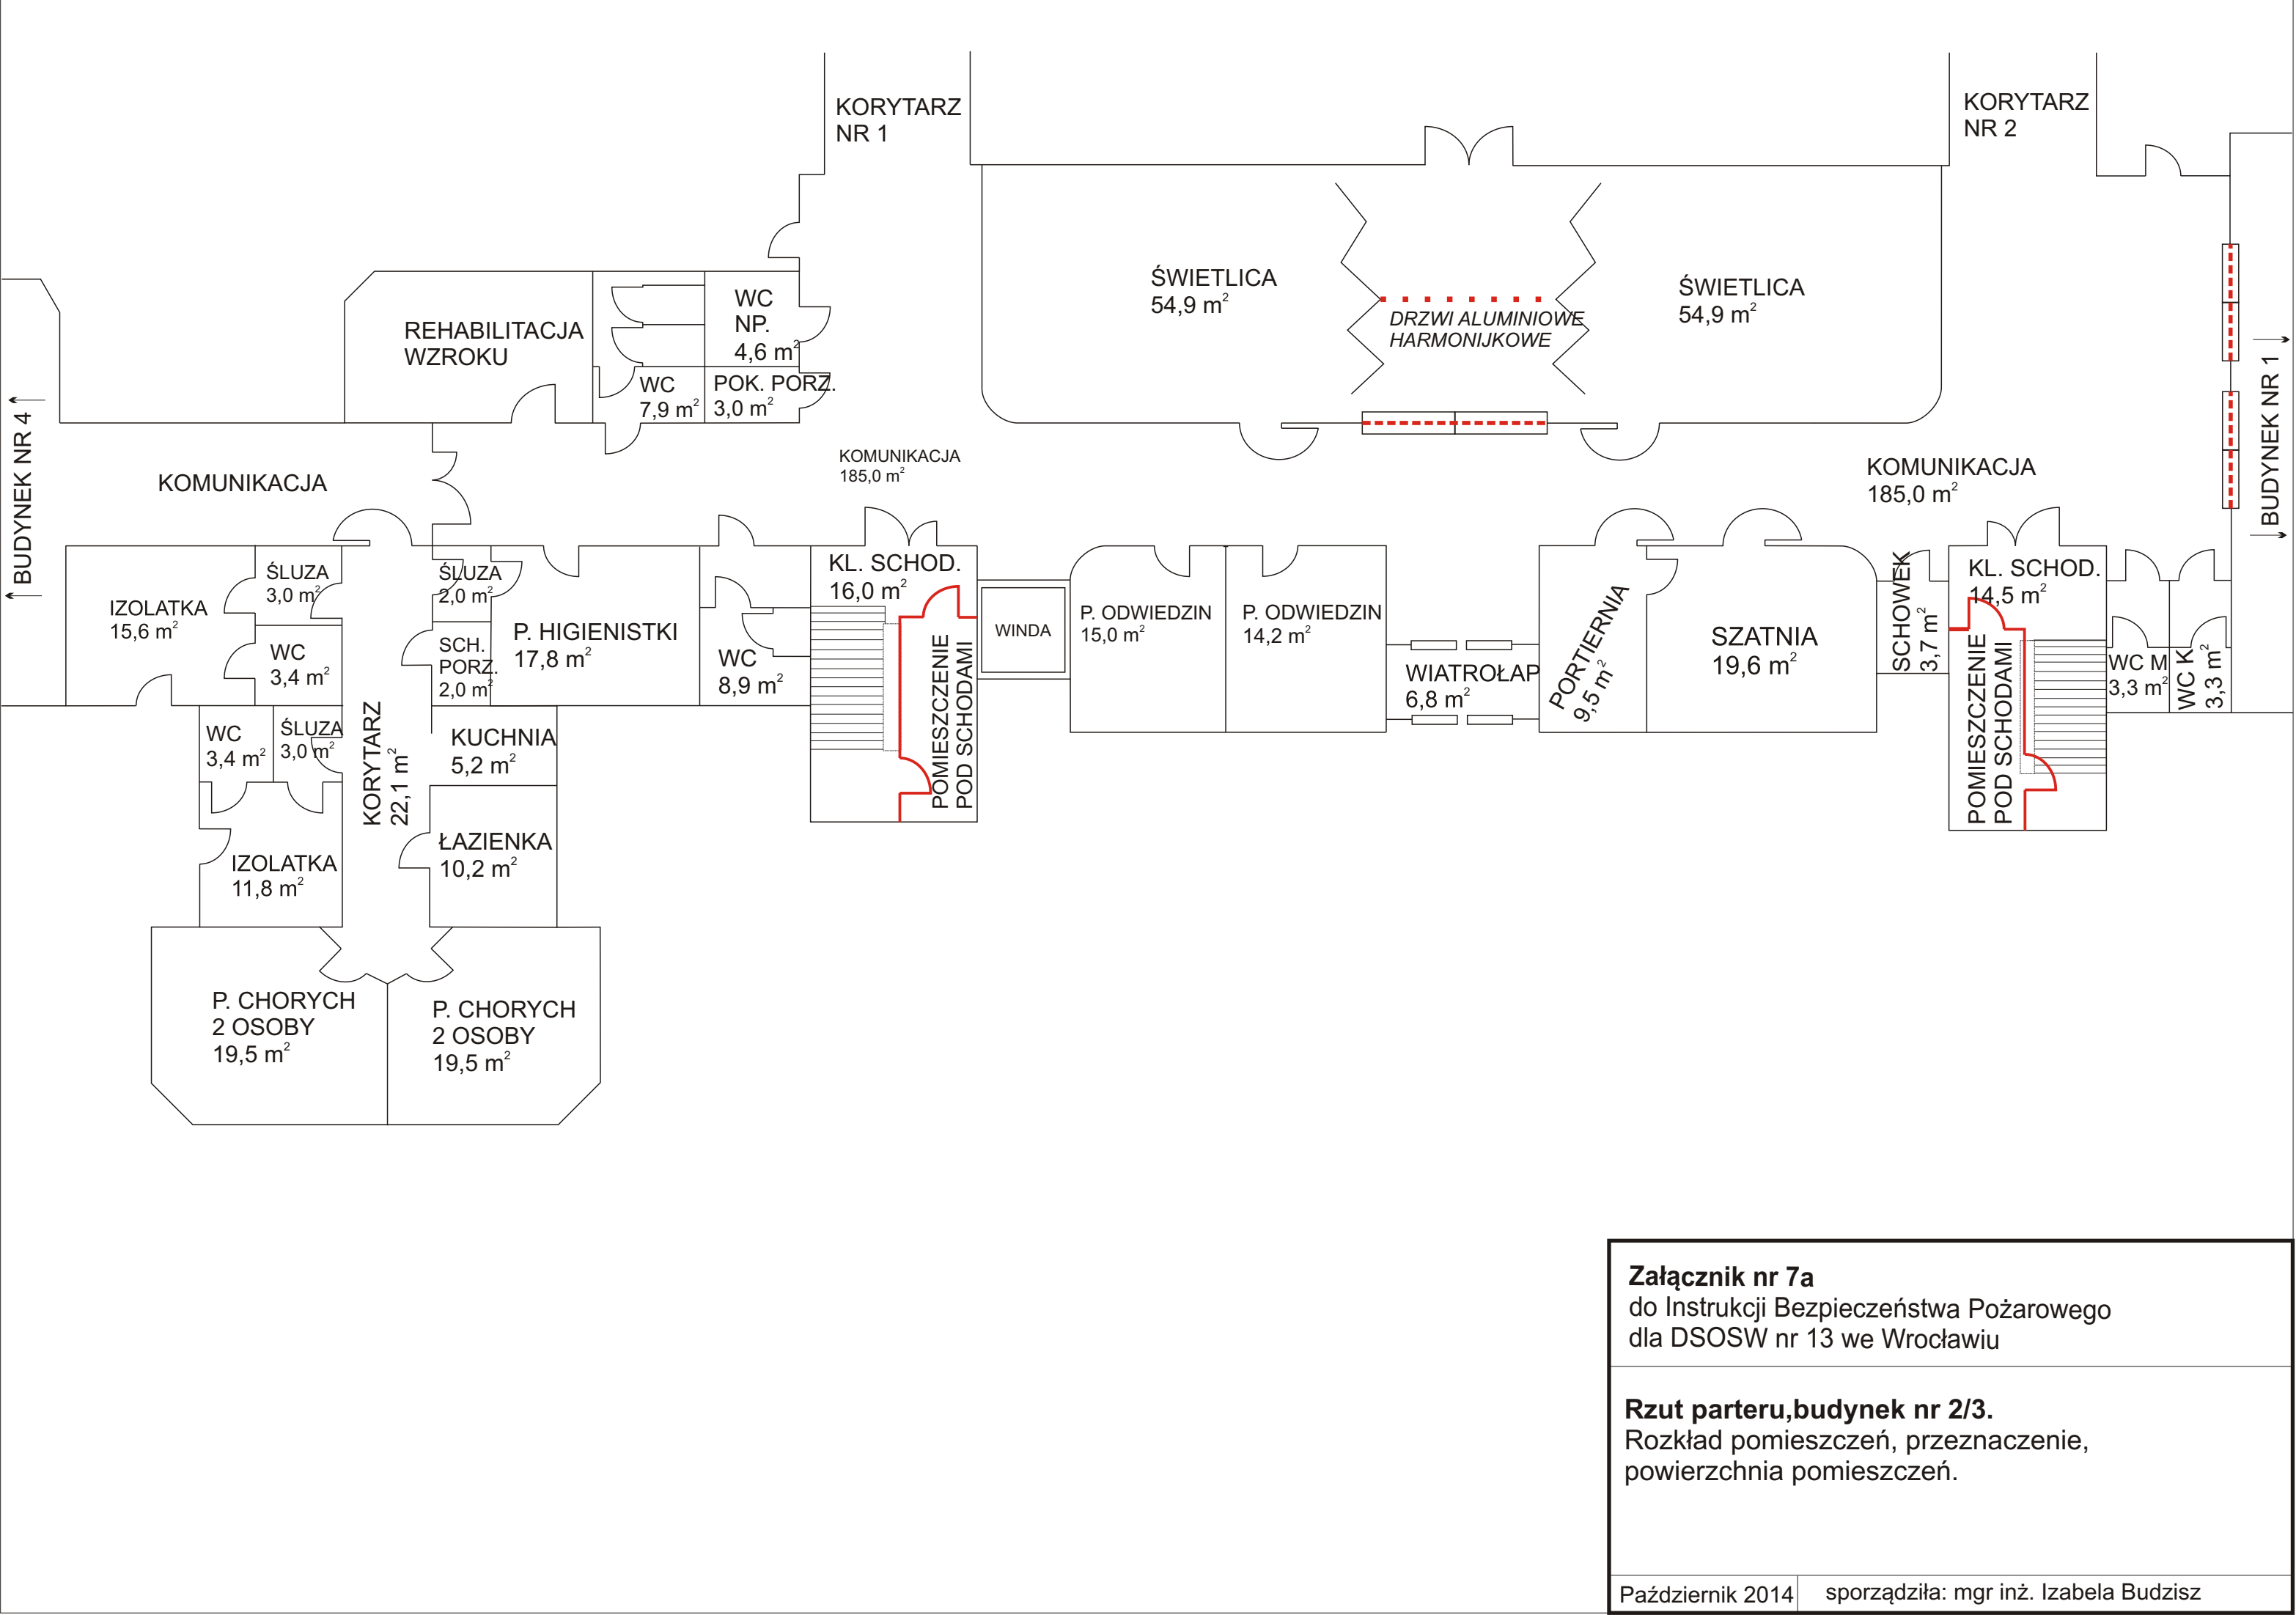 KORYTARZ
NR 1
KORYTARZ
NR 2
ŚWIETLICA
54,9 m²
ŚWIETLICA
54,9 m²
DRZWI ALUMINIOWE
HARMONIJKOWE
REHABILITACJA
WZROKU
WC
NP.
4,6 m²
WC
7,9 m²
POK. PORZ.
3,0 m²
BUDYNEK NR 4
BUDYNEK NR 1
KOMUNIKACJA
KOMUNIKACJA
185,0 m²
KOMUNIKACJA
185,0 m²
IZOLATKA
15,6 m²
ŚLUZA
3,0 m²
WC
3,4 m²
ŚLUZA
2,0 m²
SCH.
PORZ.
2,0 m²
P. HIGIENISTKI
17,8 m²
WC
8,9 m²
KL. SCHOD.
16,0 m²
POMIESZCZENIE
POD SCHODAMI
WINDA
P. ODWIEDZIN
15,0 m²
P. ODWIEDZIN
14,2 m²
WIATROŁAP
6,8 m²
PORTIERNIA
9,5 m²
SZATNIA
19,6 m²
SCHOWEK
3,7 m²
KL. SCHOD.
14,5 m²
POMIESZCZENIE
POD SCHODAMI
WC M
3,3 m²
WC K
3,3 m²
WC
3,4 m²
ŚLUZA
3,0 m²
KORYTARZ
22,1 m²
KUCHNIA
5,2 m²
ŁAZIENKA
10,2 m²
IZOLATKA
11,8 m²
P. CHORYCH
2 OSOBY
19,5 m²
P. CHORYCH
2 OSOBY
19,5 m²
Załącznik nr 7a
do Instrukcji Bezpieczeństwa Pożarowego
dla DSOSW nr 13 we Wrocławiu
Rzut parteru,budynek nr 2/3.
Rozkład pomieszczeń, przeznaczenie,
powierzchnia pomieszczeń.
Październik 2014
sporządziła: mgr inż. Izabela Budzisz